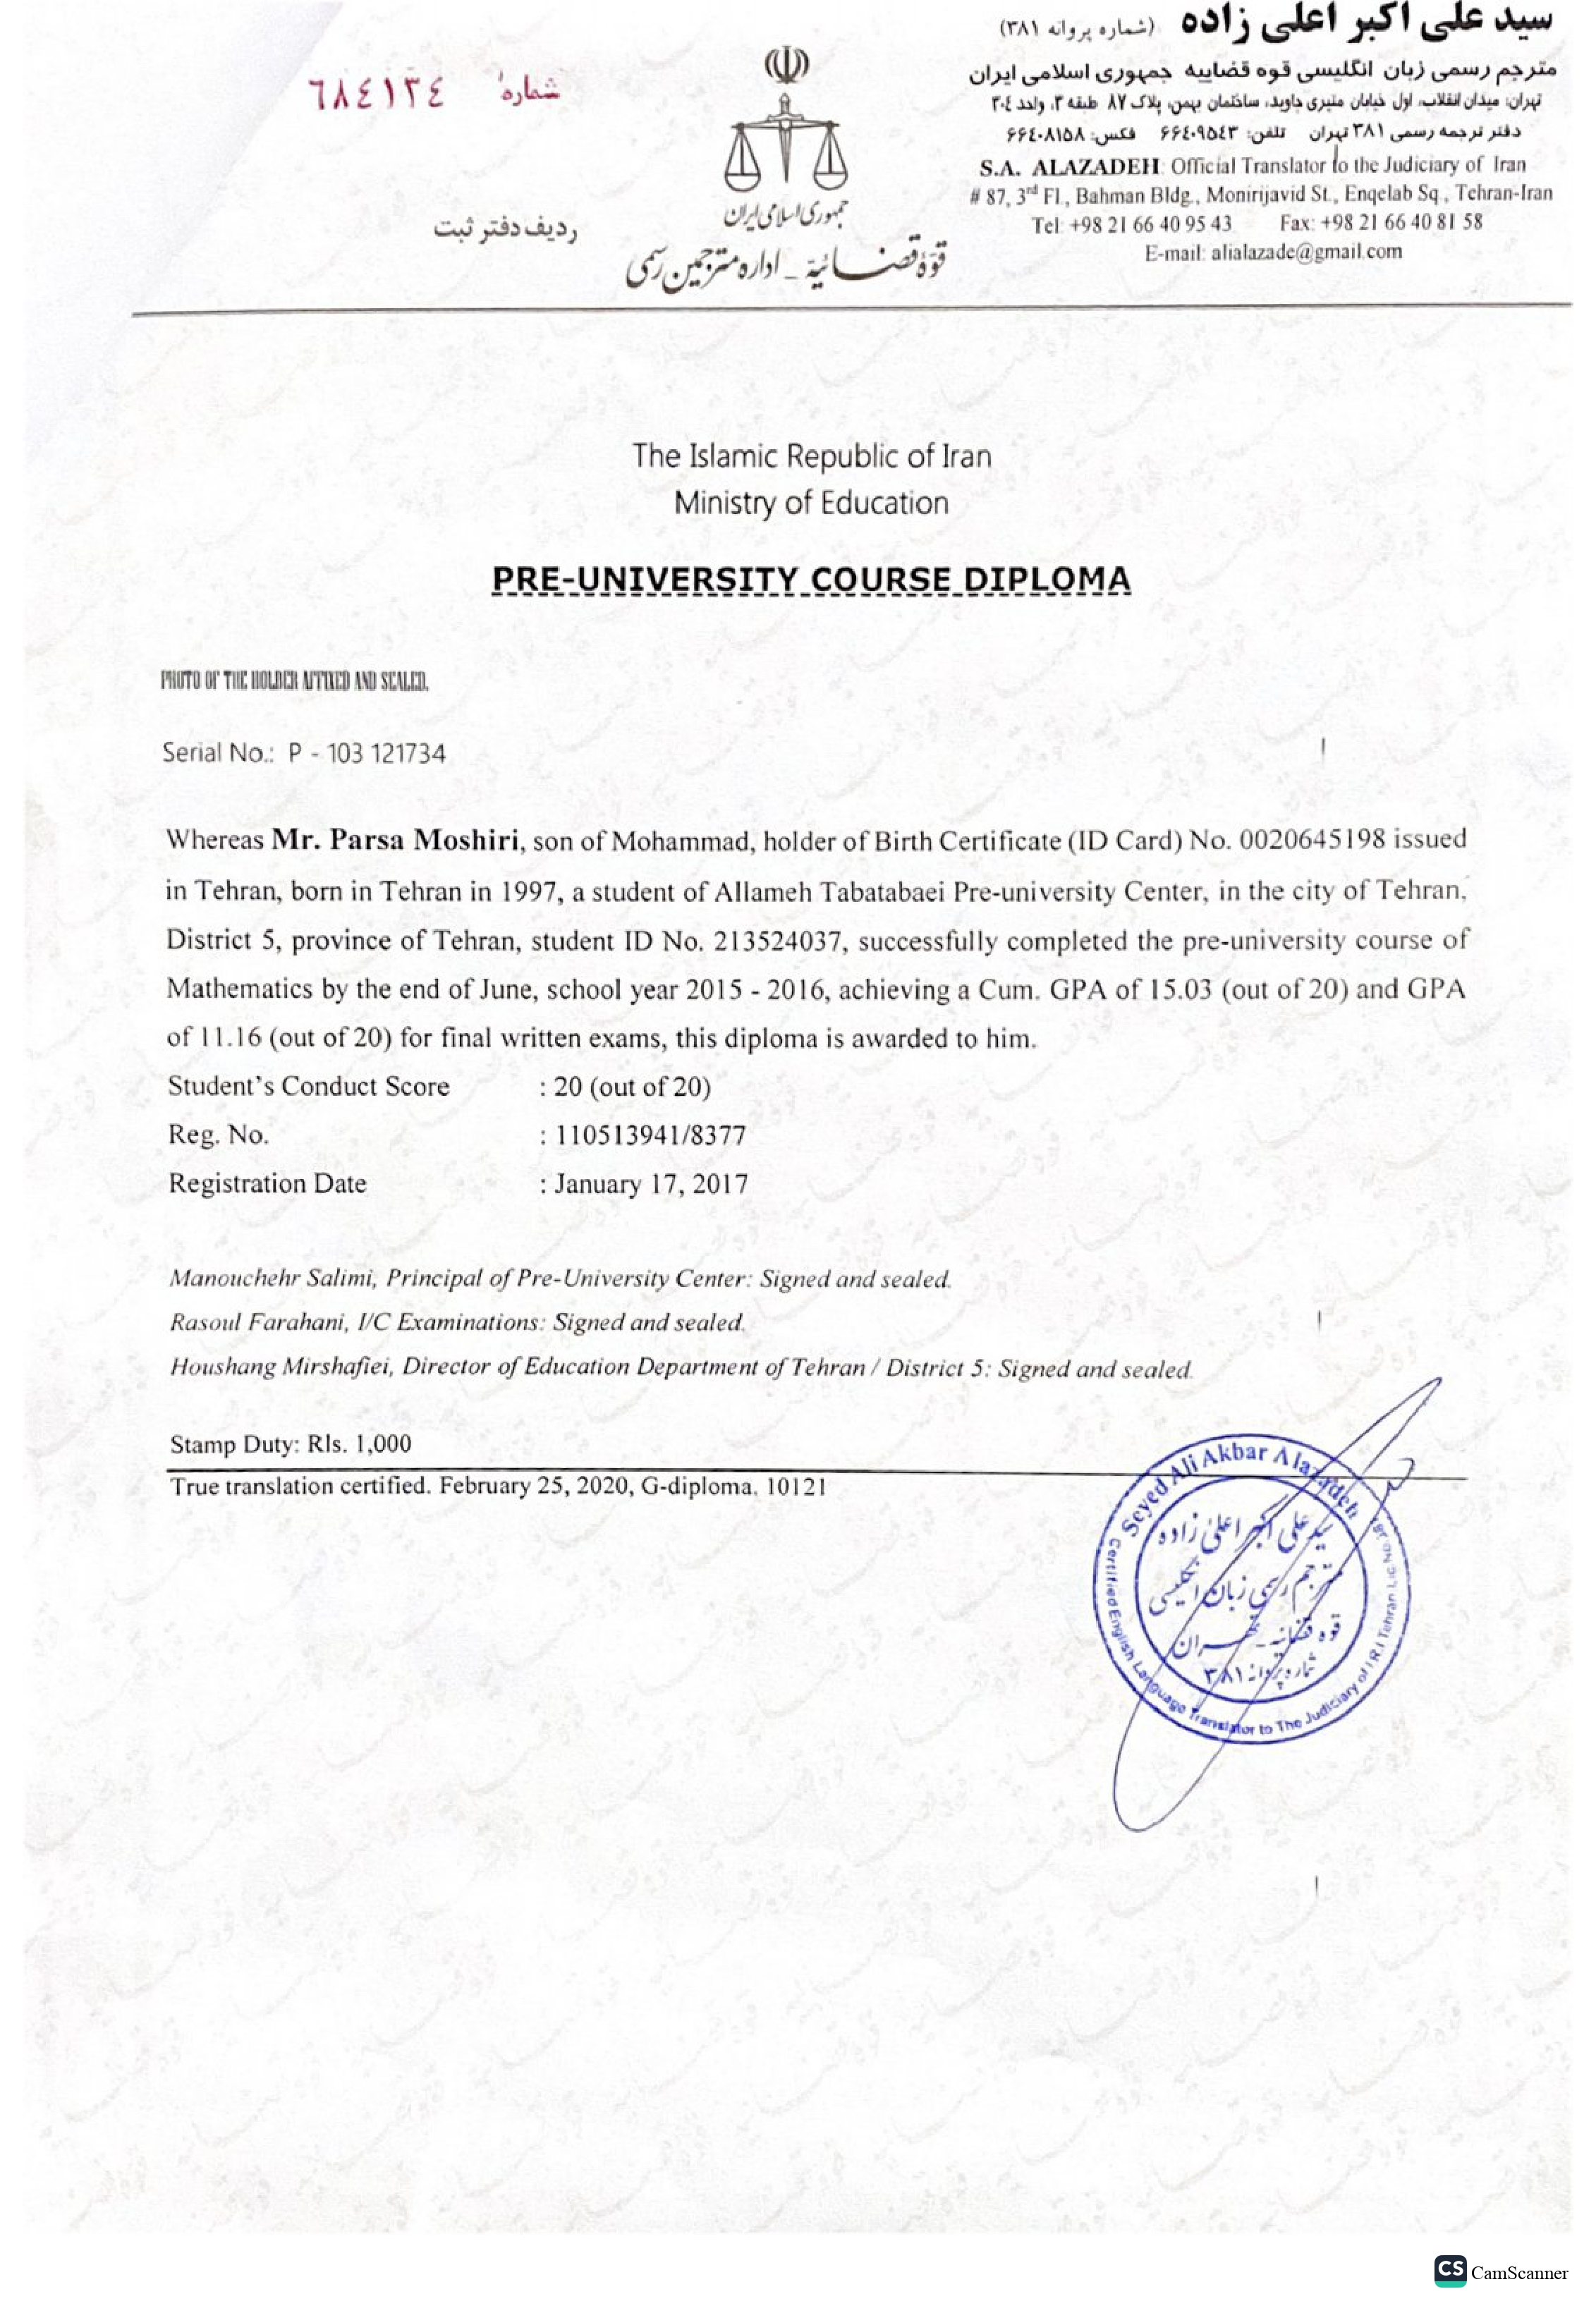 سید علی اکبر اعلی زاده (شماره پروانه ۳۸۱)
مترجم رسمی زبان انگلیسی قوه قضاییه جمهوری اسلامی ایران
تهران: میدان انقلاب، اول خیابان منیری جاوید، ساختمان بهمن، پلاک ۸۷ طبقه ۳، واحد ۳۰٤
دفتر ترجمه رسمی ۳۸۱ تهران تلفن: ۶۶٤۰۹۵٤۳ فکس: ۶۶٤۰۸۱۵۸
S.A. ALAZADEH: Official Translator to the Judiciary of Iran
# 87, 3rd Fl., Bahman Bldg., Monirijavid St., Enqelab Sq., Tehran-Iran
Tel: +98 21 66 40 95 43 Fax: +98 21 66 40 81 58
E-mail: alialazade@gmail.com
جمهوری اسلامی ایران
قوّهٔ قضائیّة _ اداره مترجمین رسمی
شمارهٔ ٦٨٤١٣٤
ردیف دفتر ثبت
The Islamic Republic of Iran
Ministry of Education
PRE-UNIVERSITY COURSE DIPLOMA
PHOTO OF THE HOLDER AFFIXED AND SEALED.
Serial No.: P - 103 121734
Whereas Mr. Parsa Moshiri, son of Mohammad, holder of Birth Certificate (ID Card) No. 0020645198 issued
in Tehran, born in Tehran in 1997, a student of Allameh Tabatabaei Pre-university Center, in the city of Tehran,
District 5, province of Tehran, student ID No. 213524037, successfully completed the pre-university course of
Mathematics by the end of June, school year 2015 - 2016, achieving a Cum. GPA of 15.03 (out of 20) and GPA
of 11.16 (out of 20) for final written exams, this diploma is awarded to him.
Student's Conduct Score : 20 (out of 20)
Reg. No. : 110513941/8377
Registration Date : January 17, 2017
Manouchehr Salimi, Principal of Pre-University Center: Signed and sealed.
Rasoul Farahani, I/C Examinations: Signed and sealed.
Houshang Mirshafiei, Director of Education Department of Tehran / District 5: Signed and sealed.
Stamp Duty: Rls. 1,000
True translation certified. February 25, 2020, G-diploma, 10121
Seyed Ali Akbar Alazadeh
Certified English Language Translator to The Judiciary of I.R.I Tehran Lic No. 381
سید علی اکبر اعلی زاده
مترجم رسمی زبان انگلیسی
قوه قضائیه - تهران
شماره پروانه ۳۸۱
CS CamScanner